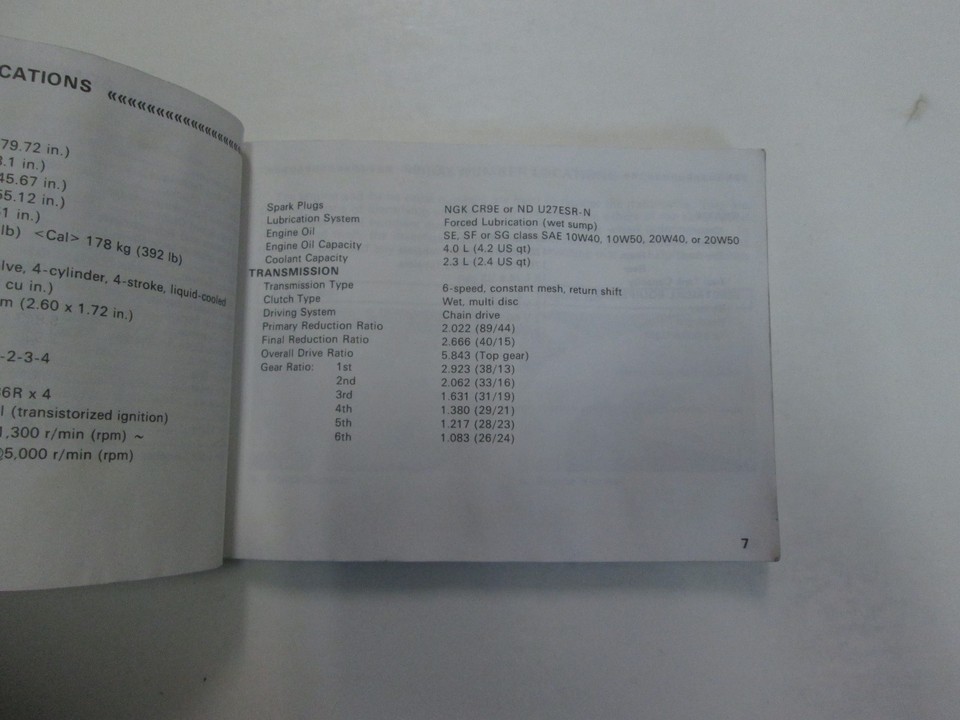 CATIONS «««««««««««««««««
79.72 in.)
3.1 in.)
45.67 in.)
55.12 in.)
1 in.)
lb) <Cal> 178 kg (392 lb)
lve, 4-cylinder, 4-stroke, liquid-cooled
cu in.)
m (2.60 x 1.72 in.)
-2-3-4
6R x 4
l (transistorized ignition)
1,300 r/min (rpm) ~
@5,000 r/min (rpm)
Spark Plugs NGK CR9E or ND U27ESR-N
Lubrication System Forced Lubrication (wet sump)
Engine Oil SE, SF or SG class SAE 10W40, 10W50, 20W40, or 20W50
Engine Oil Capacity 4.0 L (4.2 US qt)
Coolant Capacity 2.3 L (2.4 US qt)
TRANSMISSION
Transmission Type 6-speed, constant mesh, return shift
Clutch Type Wet, multi disc
Driving System Chain drive
Primary Reduction Ratio 2.022 (89/44)
Final Reduction Ratio 2.666 (40/15)
Overall Drive Ratio 5.843 (Top gear)
Gear Ratio: 1st 2.923 (38/13)
2nd 2.062 (33/16)
3rd 1.631 (31/19)
4th 1.380 (29/21)
5th 1.217 (28/23)
6th 1.083 (26/24)
7